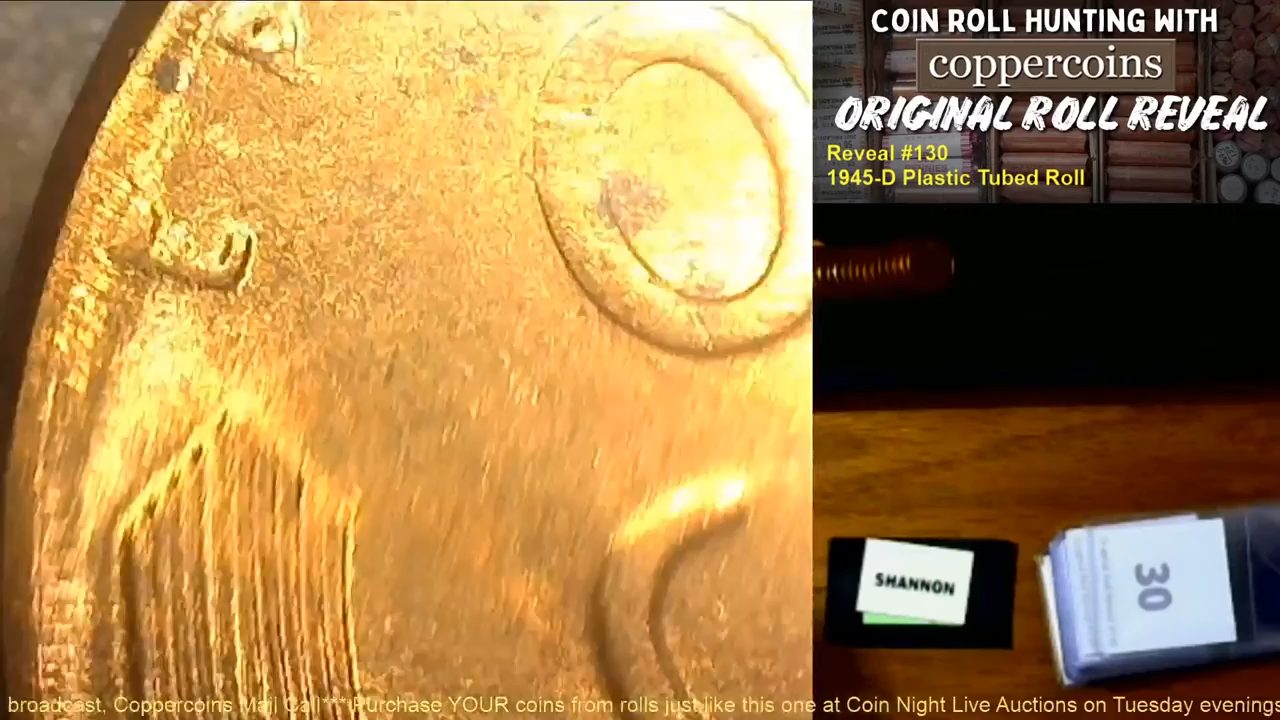 COIN ROLL HUNTING WITH
coppercoins
ORIGINAL ROLL REVEAL
Reveal #130
1945-D Plastic Tubed Roll
SHANNON
30
broadcast, Coppercoins Mail Call*** Purchase YOUR coins from rolls just like this one at Coin Night Live Auctions on Tuesday evenings